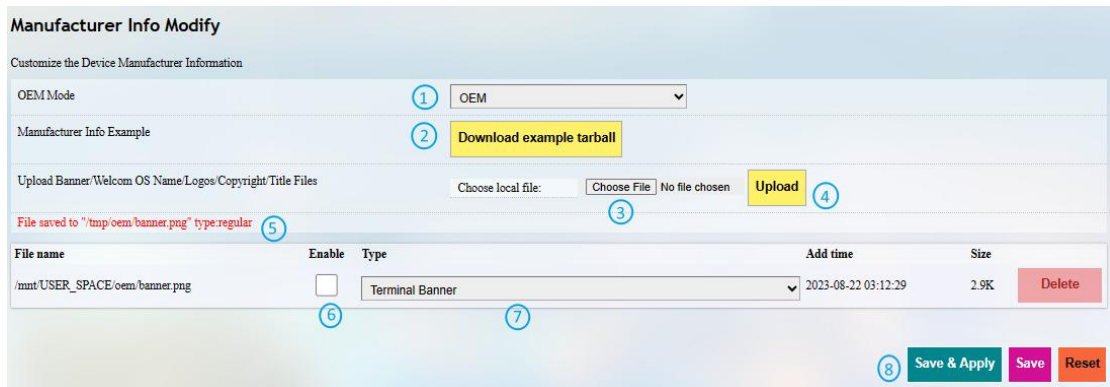 Manufacturer Info Modify
Customize the Device Manufacturer Information
OEM Mode 1 OEM
Manufacturer Info Example 2 Download example tarball
Upload Banner/Welcom OS Name/Logos/Copyright/Title Files Choose local file: Choose File No file chosen Upload 4
3
File saved to "/tmp/oem/banner.png" type:regular 5
File name Enable Type Add time Size
/mnt/USER_SPACE/oem/banner.png Terminal Banner 2023-08-22 03:12:29 2.9K Delete
6 7
8 Save & Apply Save Reset